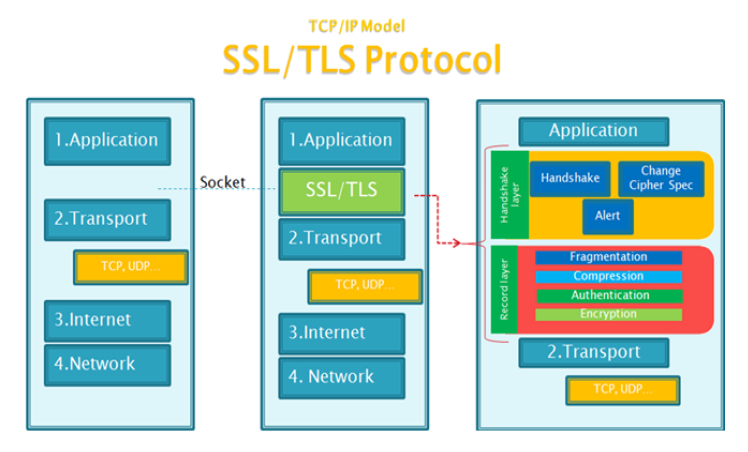 TCP/IP Model
SSL/TLS Protocol
1.Application
2.Transport
TCP, UDP...
3.Internet
4.Network
Socket
1.Application
SSL/TLS
2.Transport
TCP, UDP...
3.Internet
4. Network
Application
Handshake
layer
Handshake
Change
Cipher Spec
Alert
Record layer
Fragmentation
Compression
Authentication
Encryption
2.Transport
TCP, UDP...